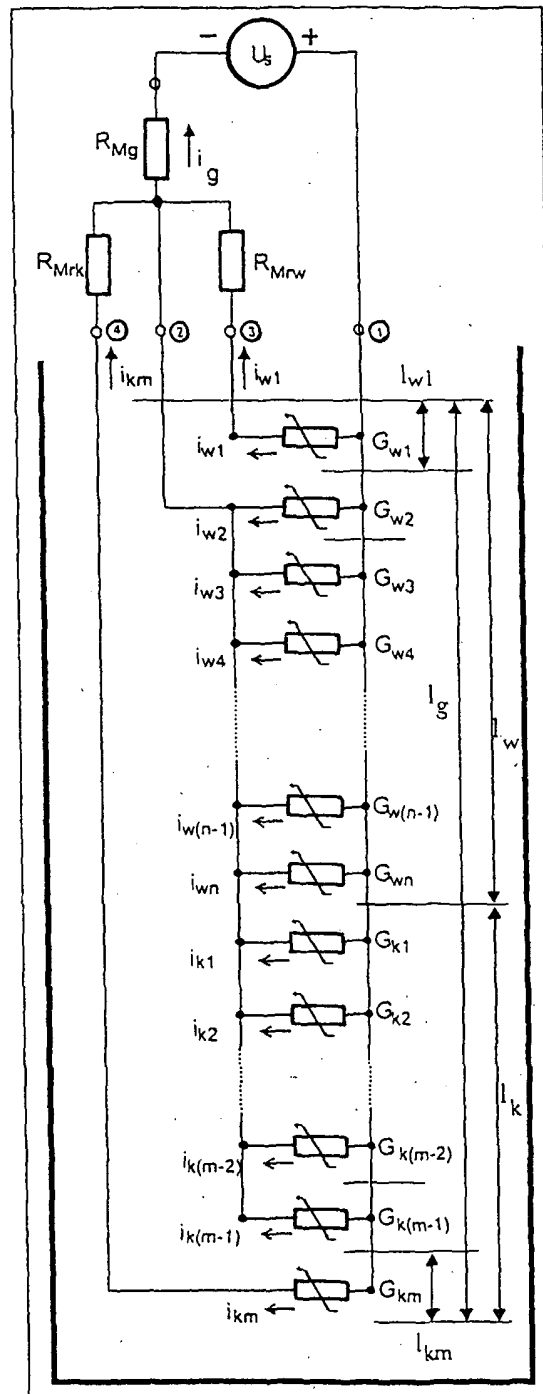 − U_s +
R_Mg i_g
R_Mrk R_Mrw
④ ② ③ ①
i_km i_w1 l_w1
i_w1 G_w1
i_w2 G_w2
i_w3 G_w3
i_w4 G_w4
l_g
l_w
i_w(n-1) G_w(n-1)
i_wn G_wn
i_k1 G_k1
i_k2 G_k2
l_k
i_k(m-2) G_k(m-2)
i_k(m-1) G_k(m-1)
i_km G_km
l_km